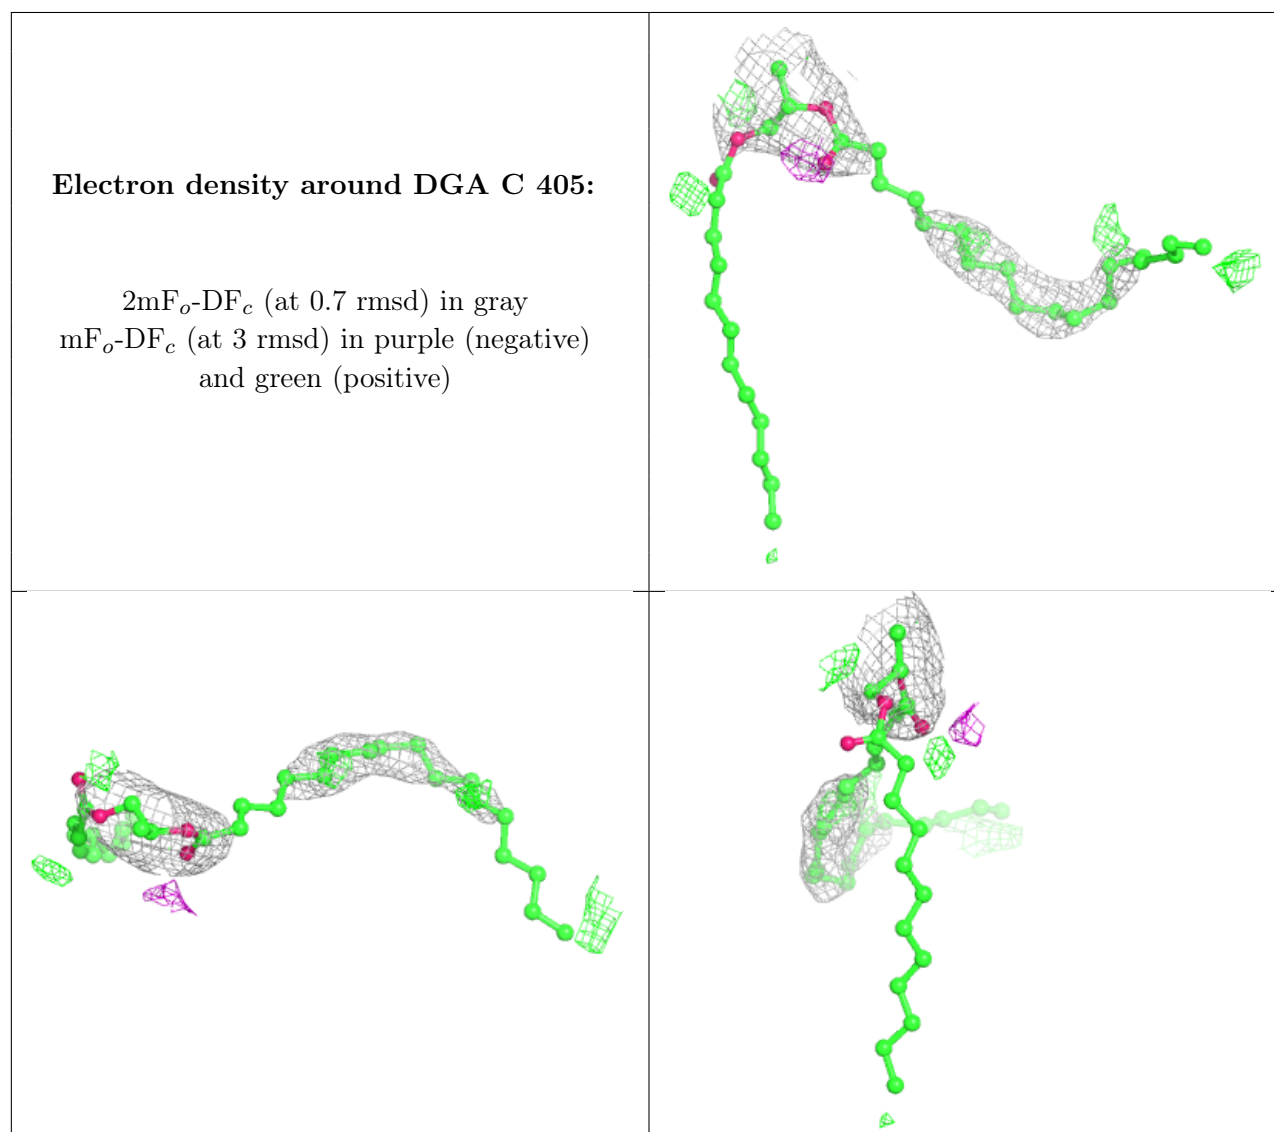 Electron density around DGA C 405:
2mFo-DFc (at 0.7 rmsd) in gray
mFo-DFc (at 3 rmsd) in purple (negative)
and green (positive)